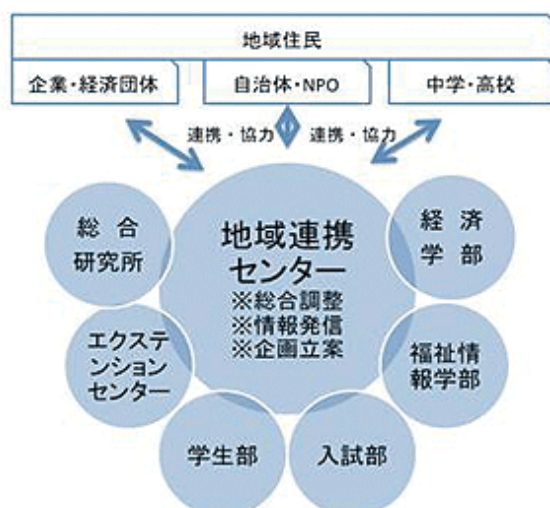 地域住民
企業・経済団体
自治体・NPO
中学・高校
連携・協力
連携・協力
地域連携
センター
※総合調整
※情報発信
※企画立案
総合
研究所
経済
学部
エクステ
ンション
センター
福祉情
報学部
学生部
入試部